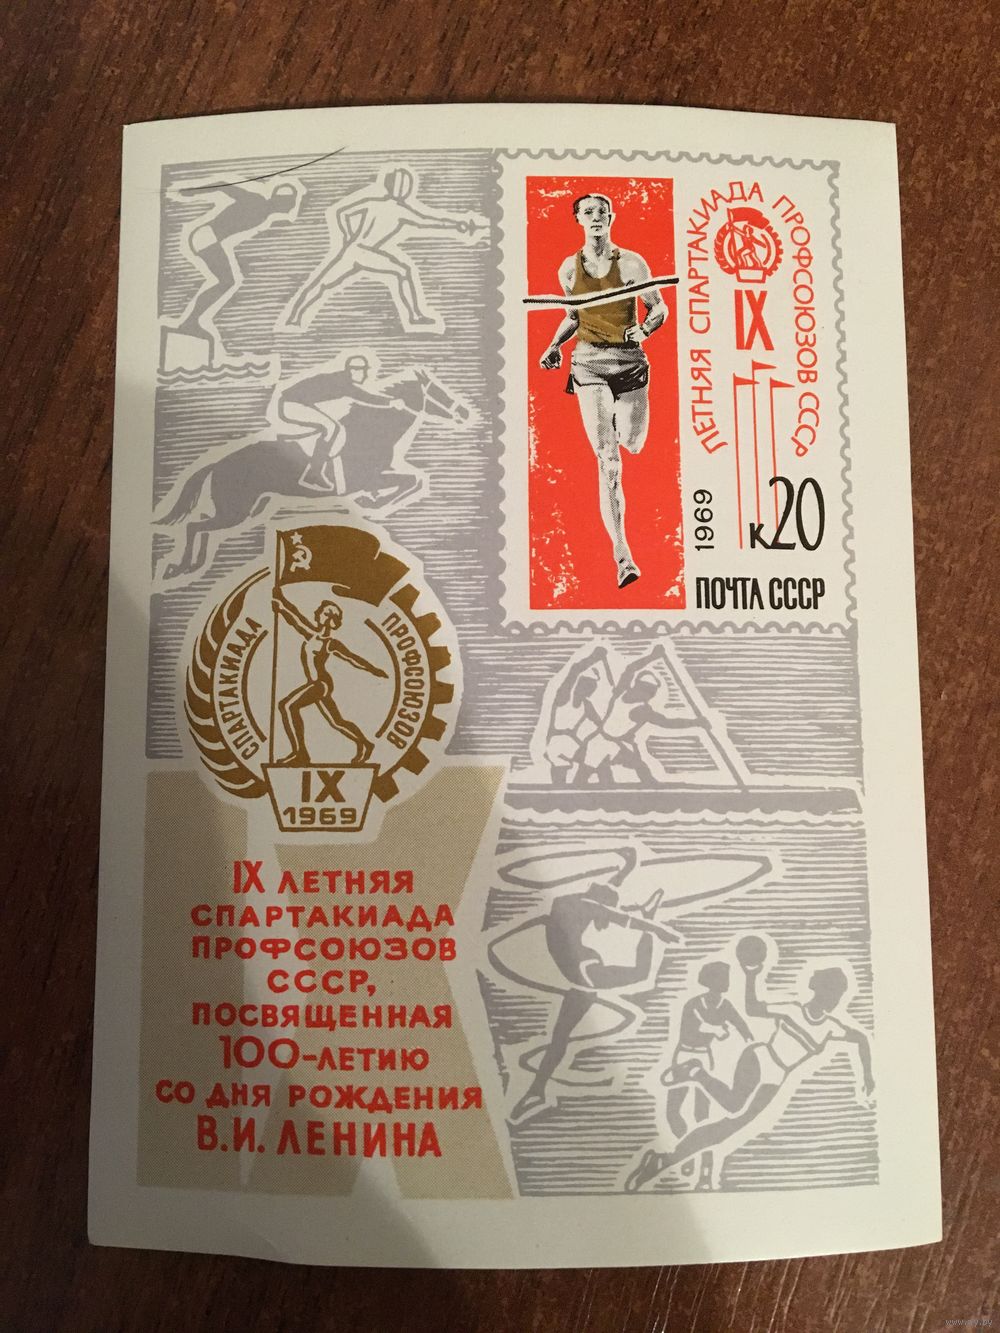 ЛЕТНЯЯ СПАРТАКИАДА ПРОФСОЮЗОВ СССР
IX
1969
к20
ПОЧТА СССР
СПАРТАКИАДА ПРОФСОЮЗОВ
IX
1969
IX ЛЕТНЯЯ
СПАРТАКИАДА
ПРОФСОЮЗОВ
СССР,
ПОСВЯЩЕННАЯ
100-ЛЕТИЮ
СО ДНЯ РОЖДЕНИЯ
В.И. ЛЕНИНА